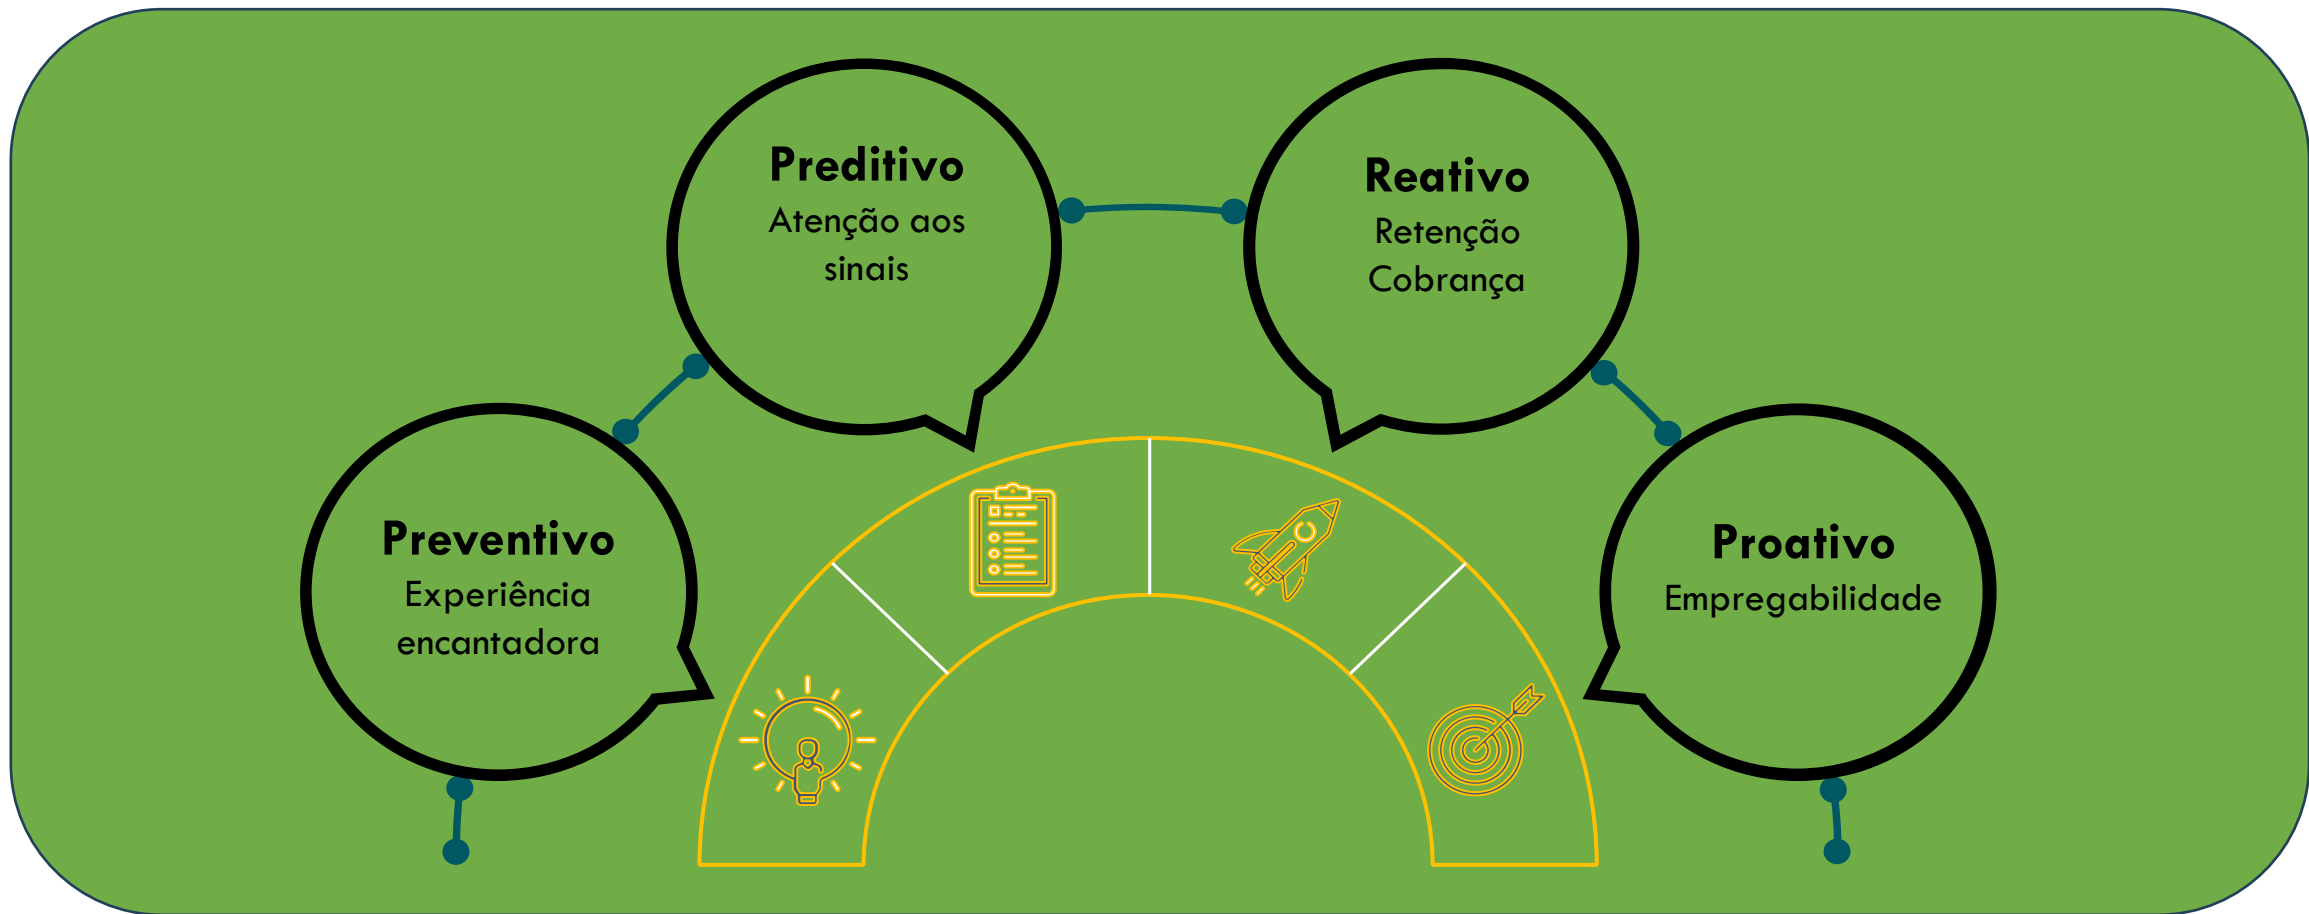 Preventivo
Experiência
encantadora
Preditivo
Atenção aos
sinais
Reativo
Retenção
Cobrança
Proativo
Empregabilidade